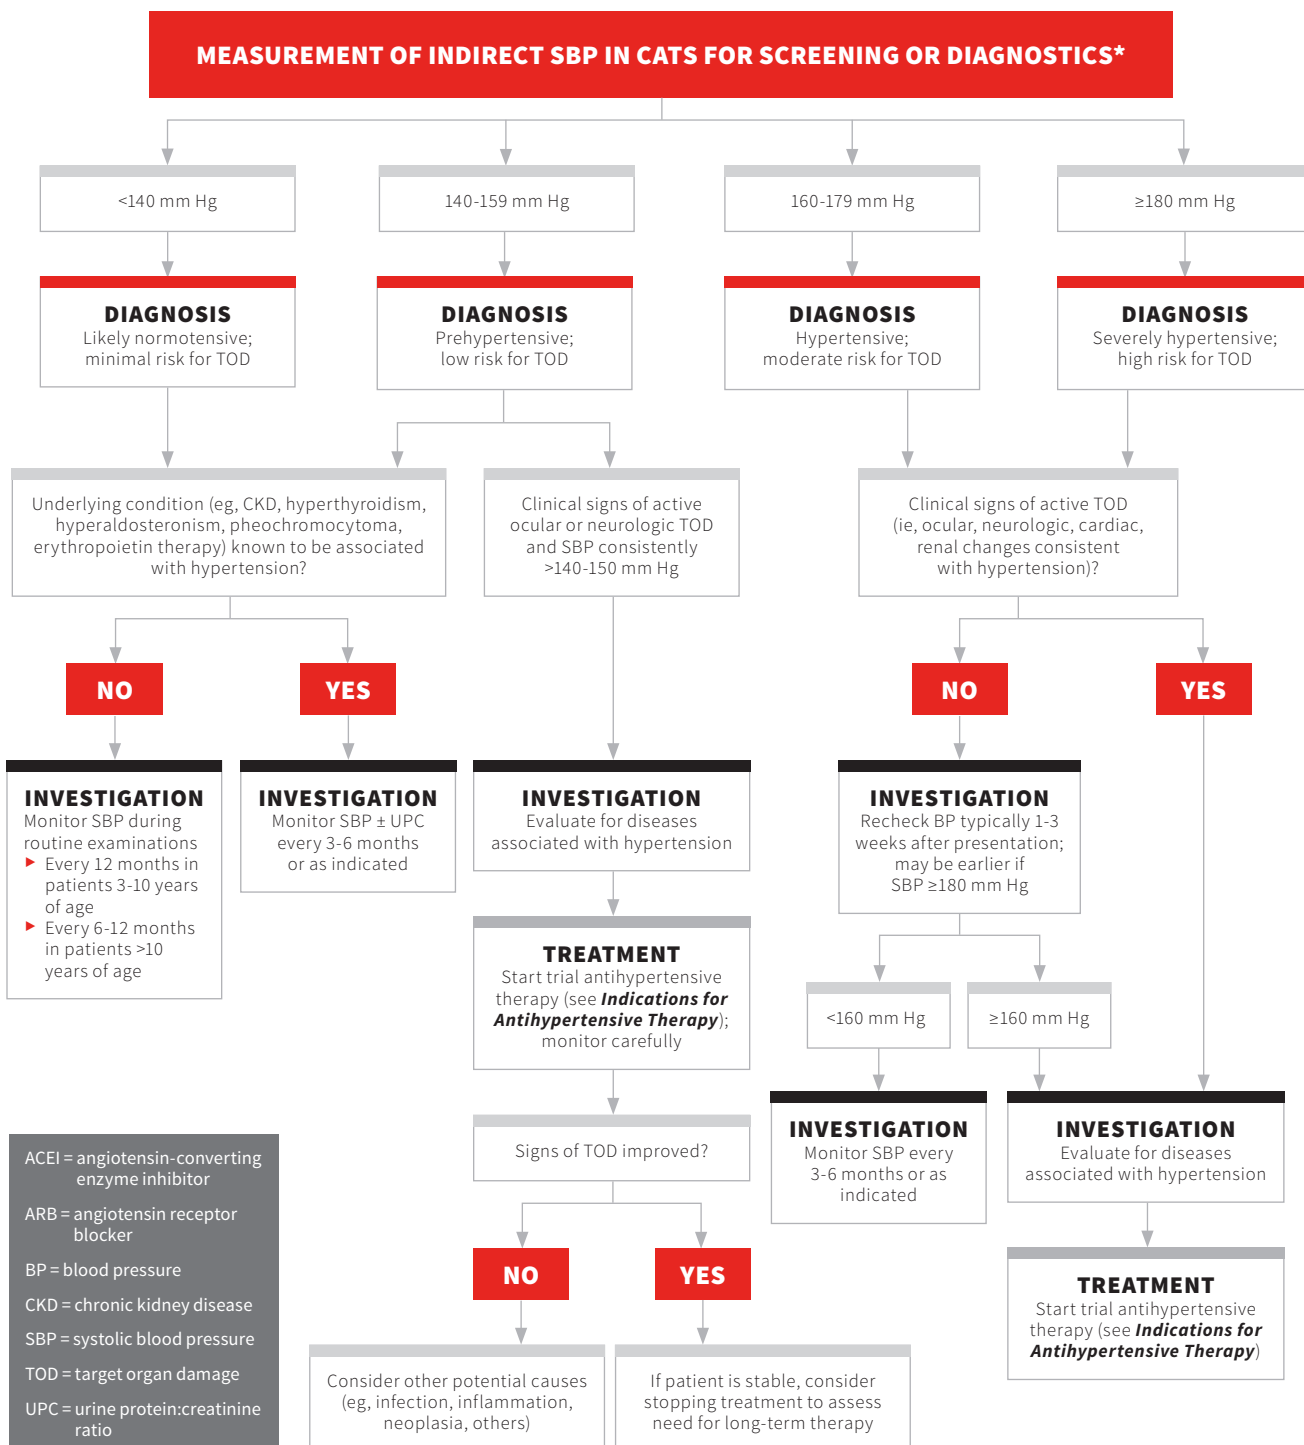 MEASUREMENT OF INDIRECT SBP IN CATS FOR SCREENING OR DIAGNOSTICS*
<140 mm Hg
140-159 mm Hg
160-179 mm Hg
≥180 mm Hg
DIAGNOSIS
Likely normotensive;
minimal risk for TOD
DIAGNOSIS
Prehypertensive;
low risk for TOD
DIAGNOSIS
Hypertensive;
moderate risk for TOD
DIAGNOSIS
Severely hypertensive;
high risk for TOD
Underlying condition (eg, CKD, hyperthyroidism,
hyperaldosteronism, pheochromocytoma,
erythropoietin therapy) known to be associated
with hypertension?
Clinical signs of active
ocular or neurologic TOD
and SBP consistently
>140-150 mm Hg
Clinical signs of active TOD
(ie, ocular, neurologic, cardiac,
renal changes consistent
with hypertension)?
NO
YES
NO
YES
INVESTIGATION
Monitor SBP during
routine examinations
▶ Every 12 months in
patients 3-10 years
of age
▶ Every 6-12 months
in patients >10
years of age
INVESTIGATION
Monitor SBP ± UPC
every 3-6 months
or as indicated
INVESTIGATION
Evaluate for diseases
associated with hypertension
INVESTIGATION
Recheck BP typically 1-3
weeks after presentation;
may be earlier if
SBP ≥180 mm Hg
TREATMENT
Start trial antihypertensive
therapy (see Indications for
Antihypertensive Therapy);
monitor carefully
<160 mm Hg
≥160 mm Hg
Signs of TOD improved?
INVESTIGATION
Monitor SBP every
3-6 months or as
indicated
INVESTIGATION
Evaluate for diseases
associated with hypertension
NO
YES
TREATMENT
Start trial antihypertensive
therapy (see Indications for
Antihypertensive Therapy)
Consider other potential causes
(eg, infection, inflammation,
neoplasia, others)
If patient is stable, consider
stopping treatment to assess
need for long-term therapy
ACEI = angiotensin-converting
enzyme inhibitor
ARB = angiotensin receptor
blocker
BP = blood pressure
CKD = chronic kidney disease
SBP = systolic blood pressure
TOD = target organ damage
UPC = urine protein:creatinine
ratio